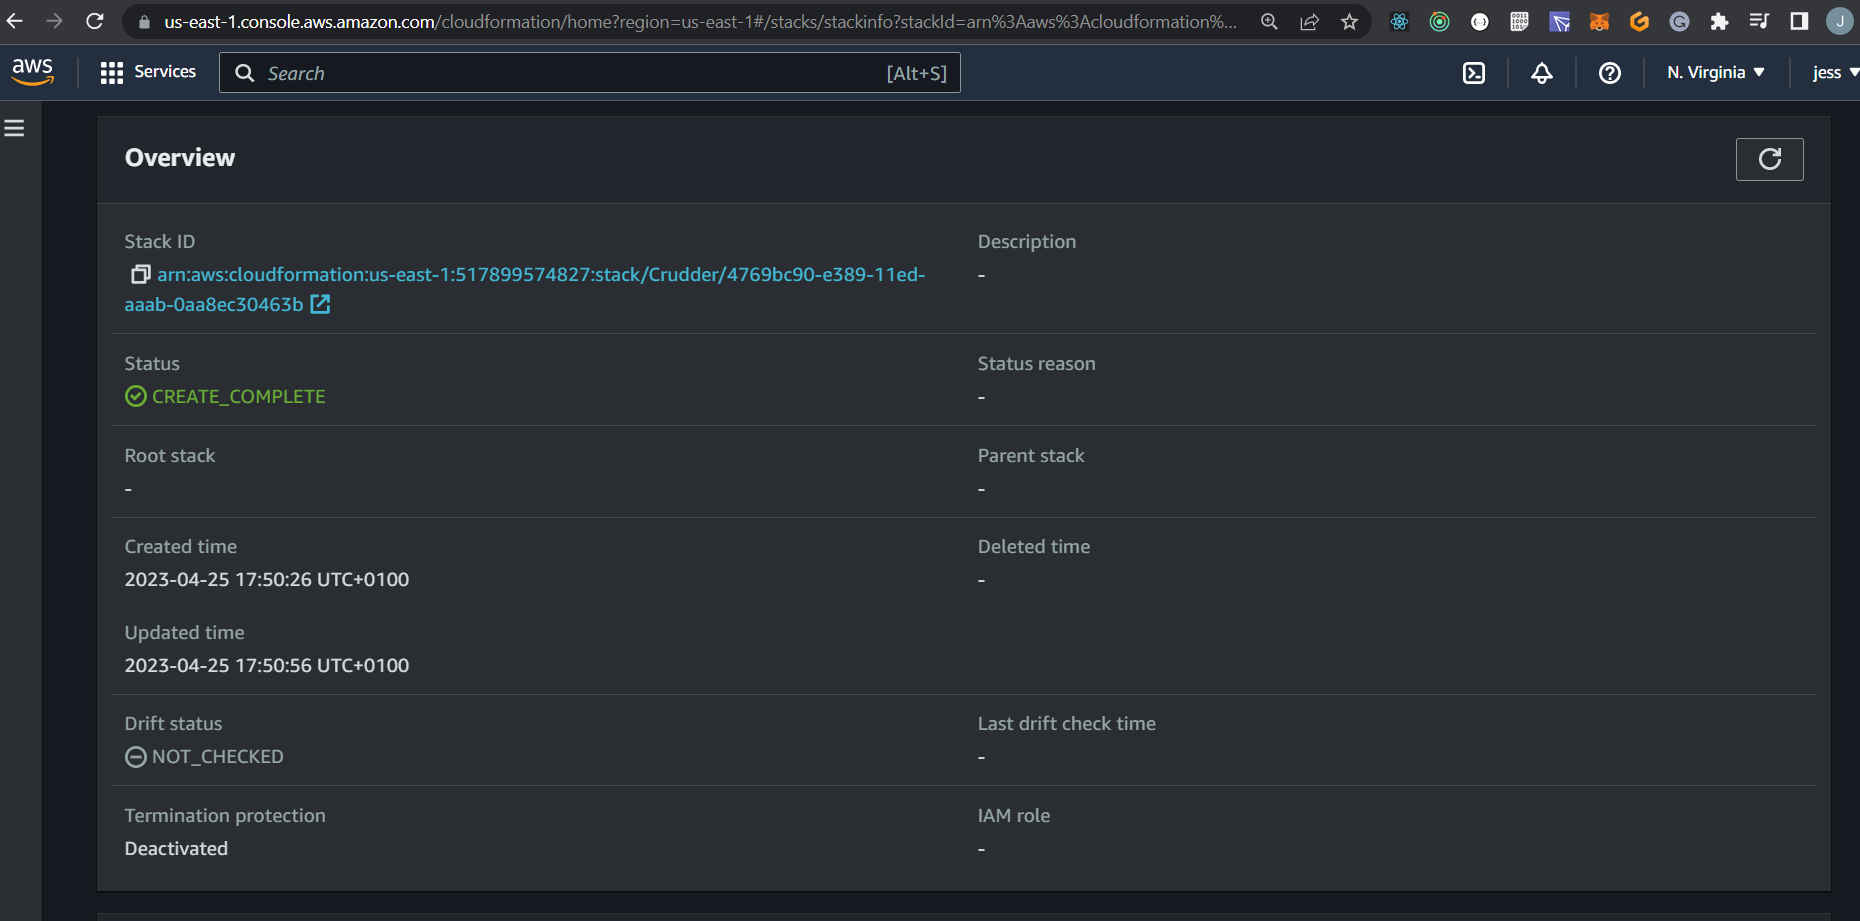 us-east-1.console.aws.amazon.com/cloudformation/home?region=us-east-1#/stacks/stackinfo?stackId=arn%3Aaws%3Acloudformation%...
J
aws
Services
Search
[Alt+S]
N. Virginia
jess
Overview
Stack ID
arn:aws:cloudformation:us-east-1:517899574827:stack/Crudder/4769bc90-e389-11ed-
aaab-0aa8ec30463b
Description
-
Status
CREATE_COMPLETE
Status reason
-
Root stack
-
Parent stack
-
Created time
2023-04-25 17:50:26 UTC+0100
Deleted time
-
Updated time
2023-04-25 17:50:56 UTC+0100
Drift status
NOT_CHECKED
Last drift check time
-
Termination protection
Deactivated
IAM role
-